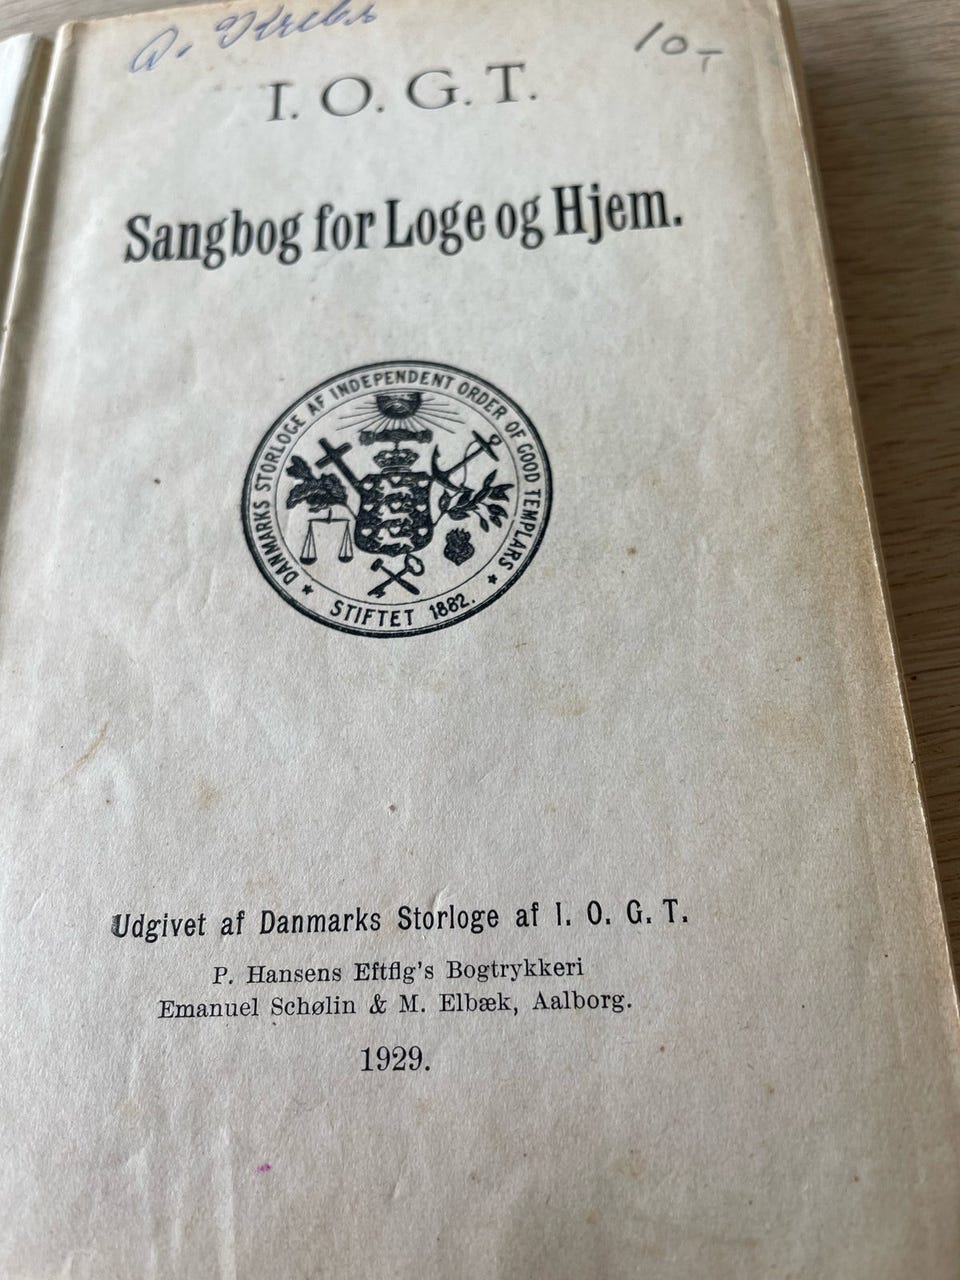 10,-
I. O. G. T.
Sangbog for Loge og Hjem.
DANMARKS STORLOGE AF INDEPENDENT ORDER OF GOOD TEMPLARS
★ STIFTET 1882. ★
Udgivet af Danmarks Storloge af I. O. G. T.
P. Hansens Eftflg's Bogtrykkeri
Emanuel Schølin & M. Elbæk, Aalborg.
1929.